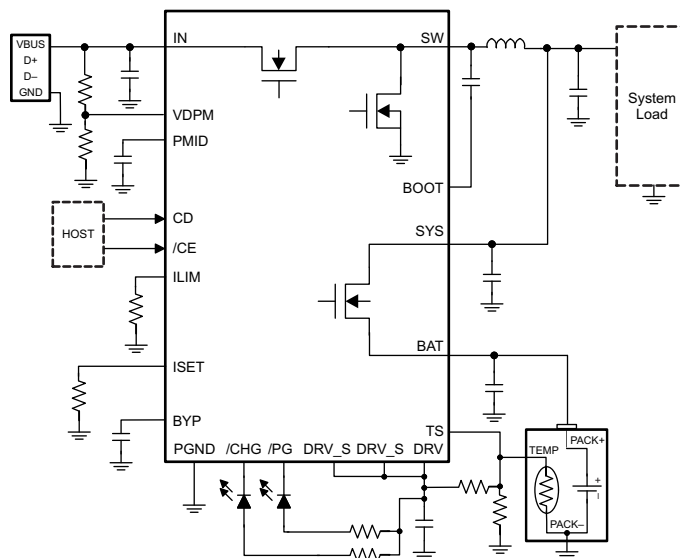 VBUS
D+
D–
GND
IN
SW
VDPM
PMID
BOOT
System
Load
HOST
CD
/CE
SYS
ILIM
BAT
ISET
BYP
TS
PGND /CHG /PG DRV_S DRV_S DRV
TEMP
PACK+
+
PACK–